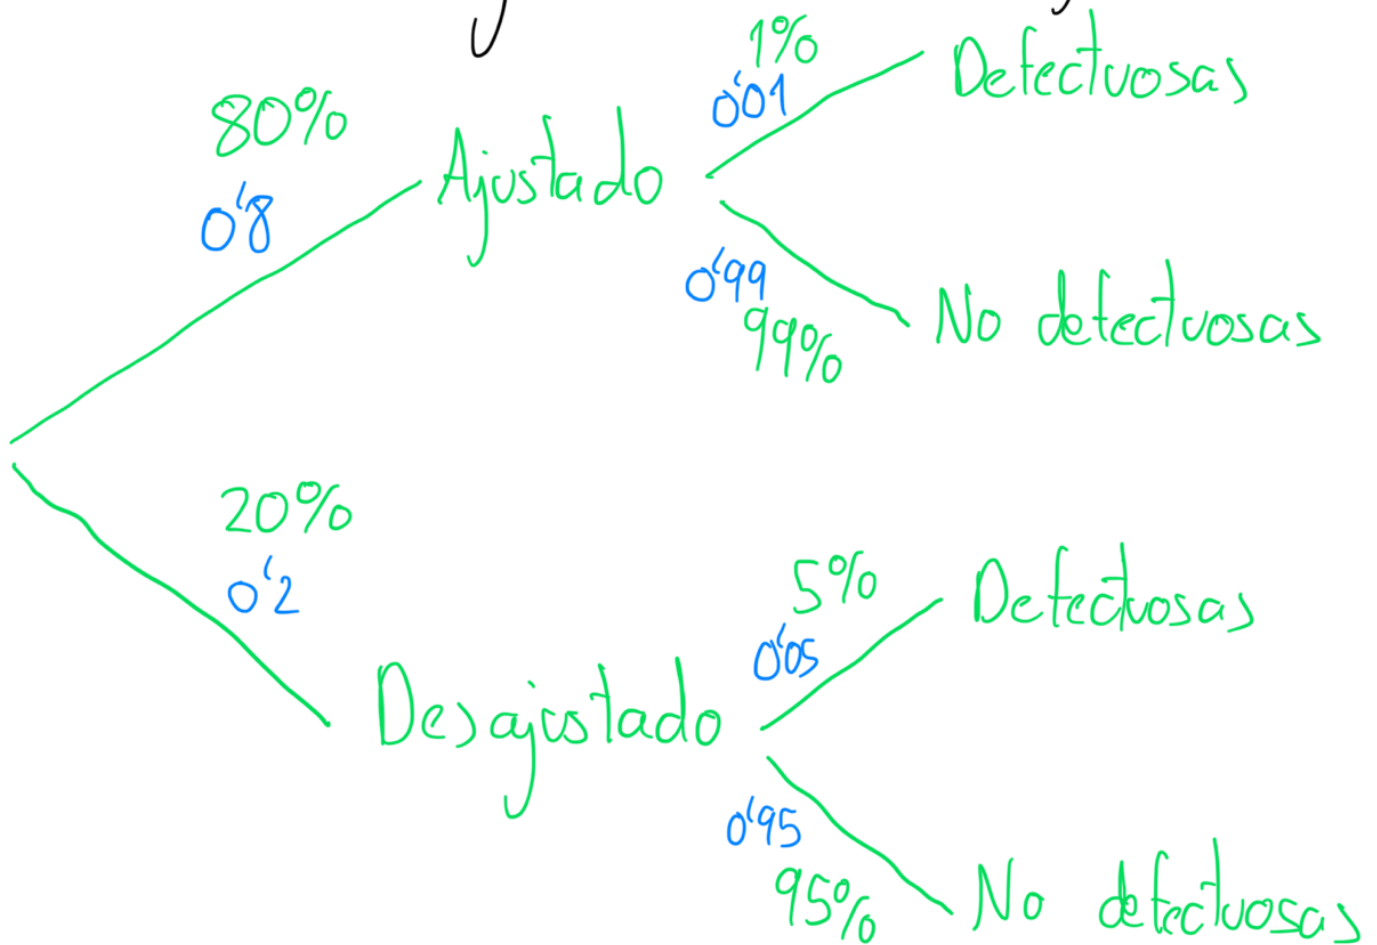 1%
Defectuosas
0'01
80%
Ajustado
0'8
0'99
No defectuosas
99%
20%
0'2
5%
Defectuosas
0'05
Desajustado
0'95
95%
No defectuosas